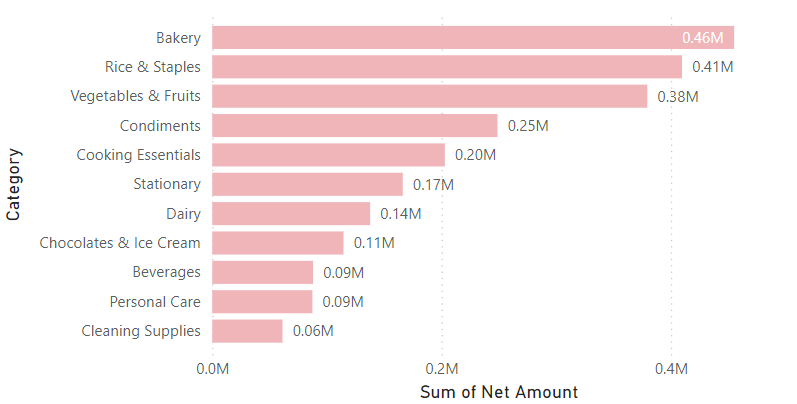 Category
Bakery 0.46M
Rice & Staples 0.41M
Vegetables & Fruits 0.38M
Condiments 0.25M
Cooking Essentials 0.20M
Stationary 0.17M
Dairy 0.14M
Chocolates & Ice Cream 0.11M
Beverages 0.09M
Personal Care 0.09M
Cleaning Supplies 0.06M
0.0M 0.2M 0.4M
Sum of Net Amount